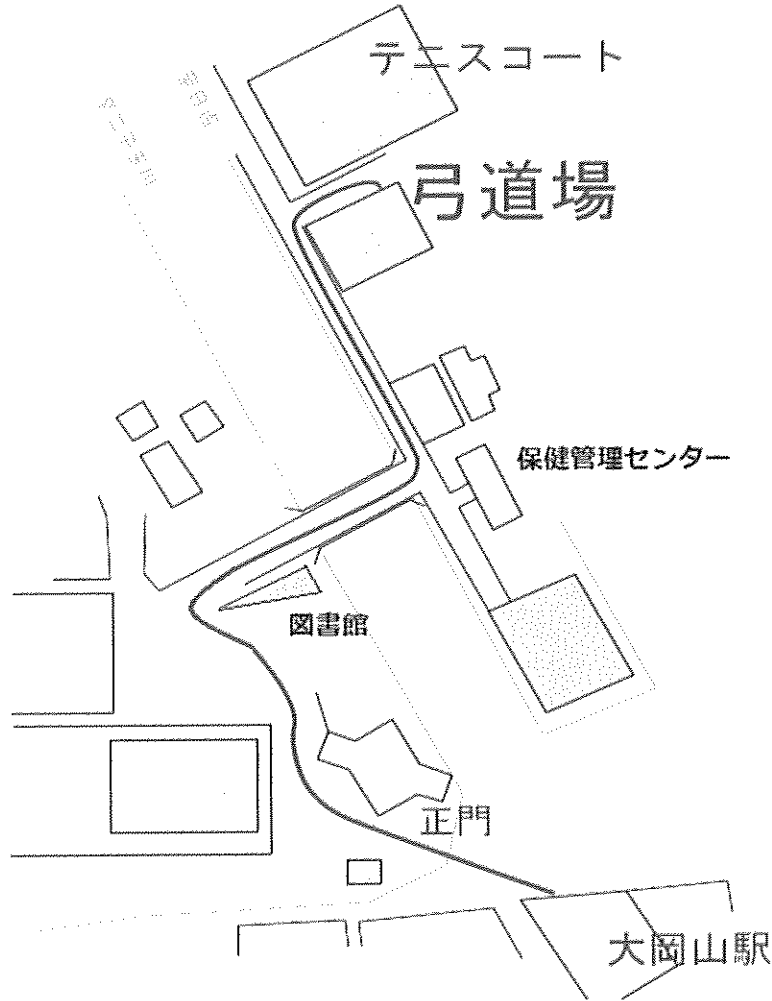 テニスコート
弓道場
保健管理センター
図書館
正門
大岡山駅